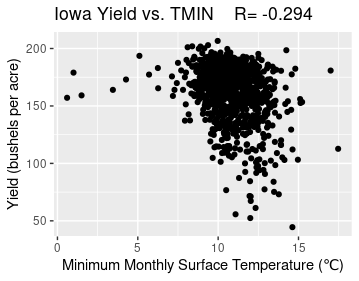 Iowa Yield vs. TMIN    R= -0.294
Yield (bushels per acre)
200
150
100
50
0
5
10
15
Minimum Monthly Surface Temperature (℃)